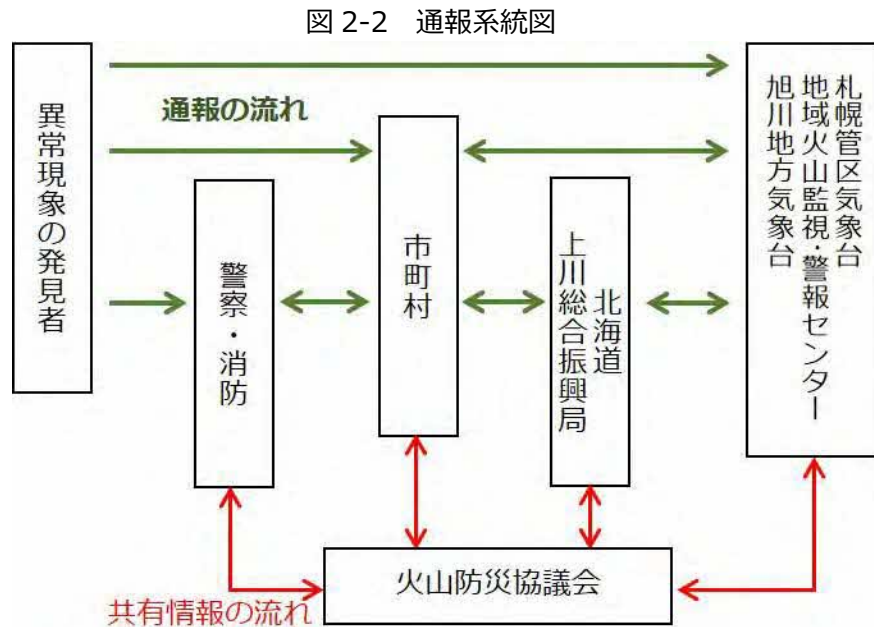 図 2-2 通報系統図
異常現象の発見者
通報の流れ
警察・消防
市町村
北海道
上川総合振興局
札幌管区気象台
地域火山監視・警報センター
旭川地方気象台
火山防災協議会
共有情報の流れ